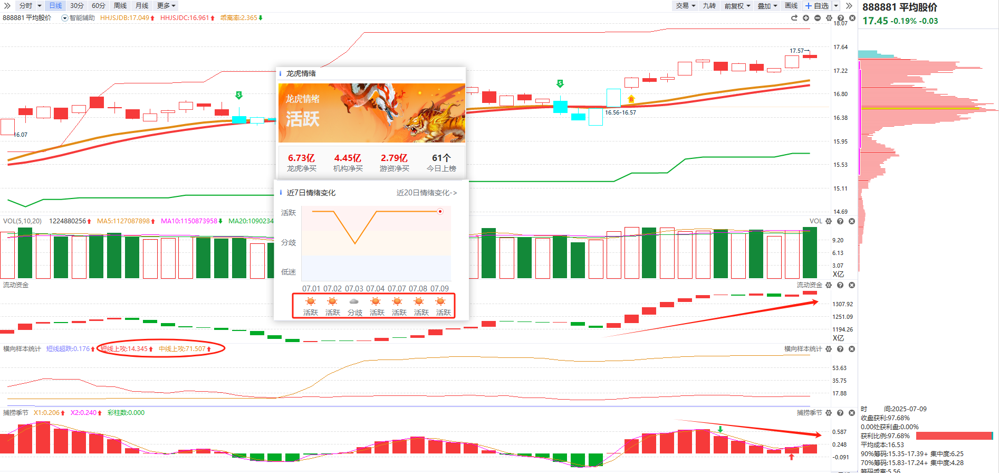 分时 日线 30分 60分 周线 月线 更多 交易 九转 前复权 叠加 画线 自选
888881 平均股价
17.45 -0.19% -0.03
888881 平均股价 智能辅助 HHJSJDB:17.049 HHJSJDC:16.961 乖离率:2.365
18.07
17.64
17.22
16.80
16.38
15.95
15.53
15.11
14.69
17.57
16.07
16.56-16.57
S
S
B
龙虎情绪
龙虎情绪
活跃
6.73亿 4.45亿 2.79亿 61个
龙虎净买 机构净买 游资净买 今日上榜
近7日情绪变化 近20日情绪变化->
活跃
分歧
低迷
07.01 07.02 07.03 07.04 07.07 07.08 07.09
活跃 活跃 分歧 活跃 活跃 活跃 活跃
VOL(5,10,20) 1224880256 MA5:1127087898 MA10:1150873958 MA20:1090234 VOL
9.20
6.13
3.07
X亿
流动资金 流动资金
1307.92
1251.09
1194.26
X亿
横向样本统计 短线超跌:0.176 短线上攻:14.345 中线上攻:71.507 横向样本统计
53.63
35.75
17.88
捕捞季节 X1:0.206 X2:0.240 彩柱数:0.000 捕捞季节
0.587
0.248
-0.091
时 间:2025-07-09
收盘获利:97.68%
0.00处获利盘:0.00%
获利比例:97.68%
平均成本:16.53
90%筹码:15.35-17.39+ 集中度:6.25
70%筹码:15.83-17.24+ 集中度:4.28
筹码乖离:5.56